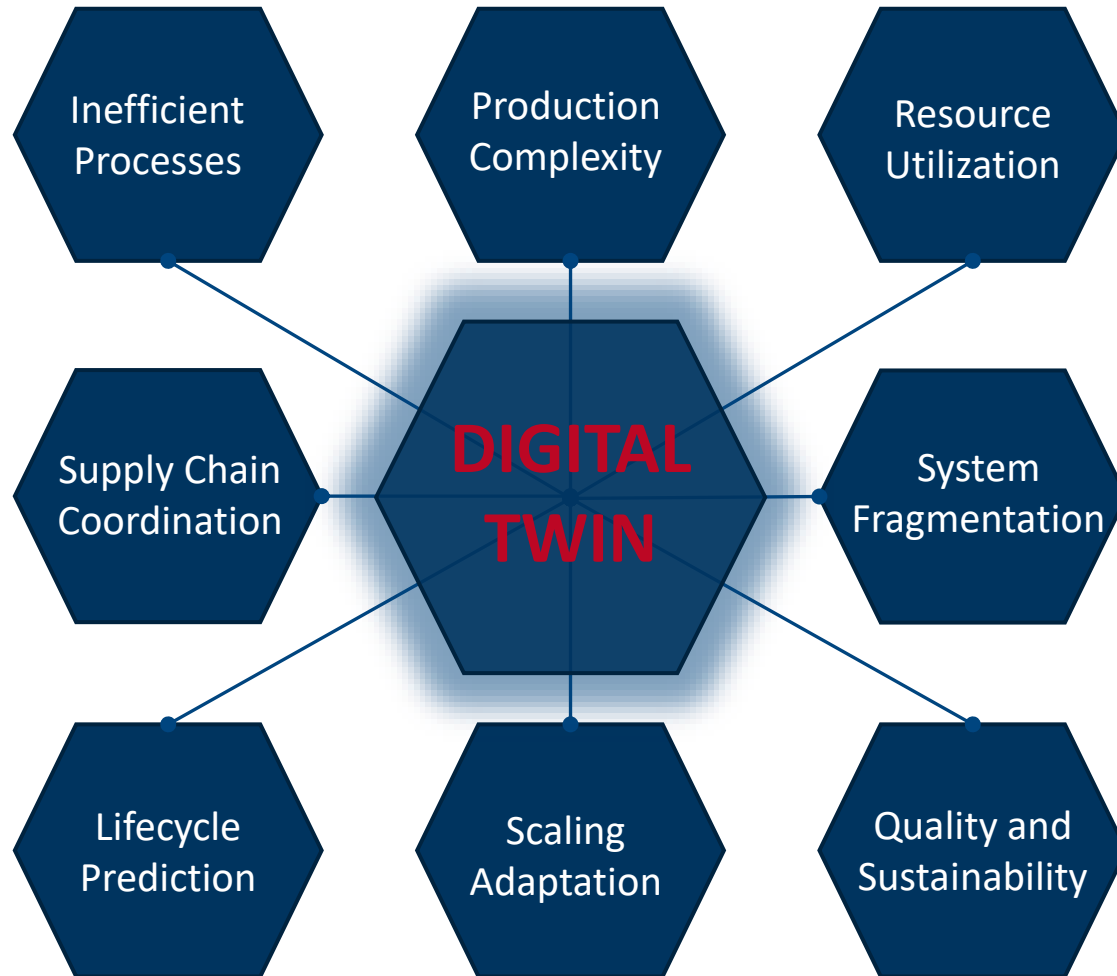 Inefficient
Processes
Production
Complexity
Resource
Utilization
Supply Chain
Coordination
DIGITAL
TWIN
System
Fragmentation
Lifecycle
Prediction
Scaling
Adaptation
Quality and
Sustainability